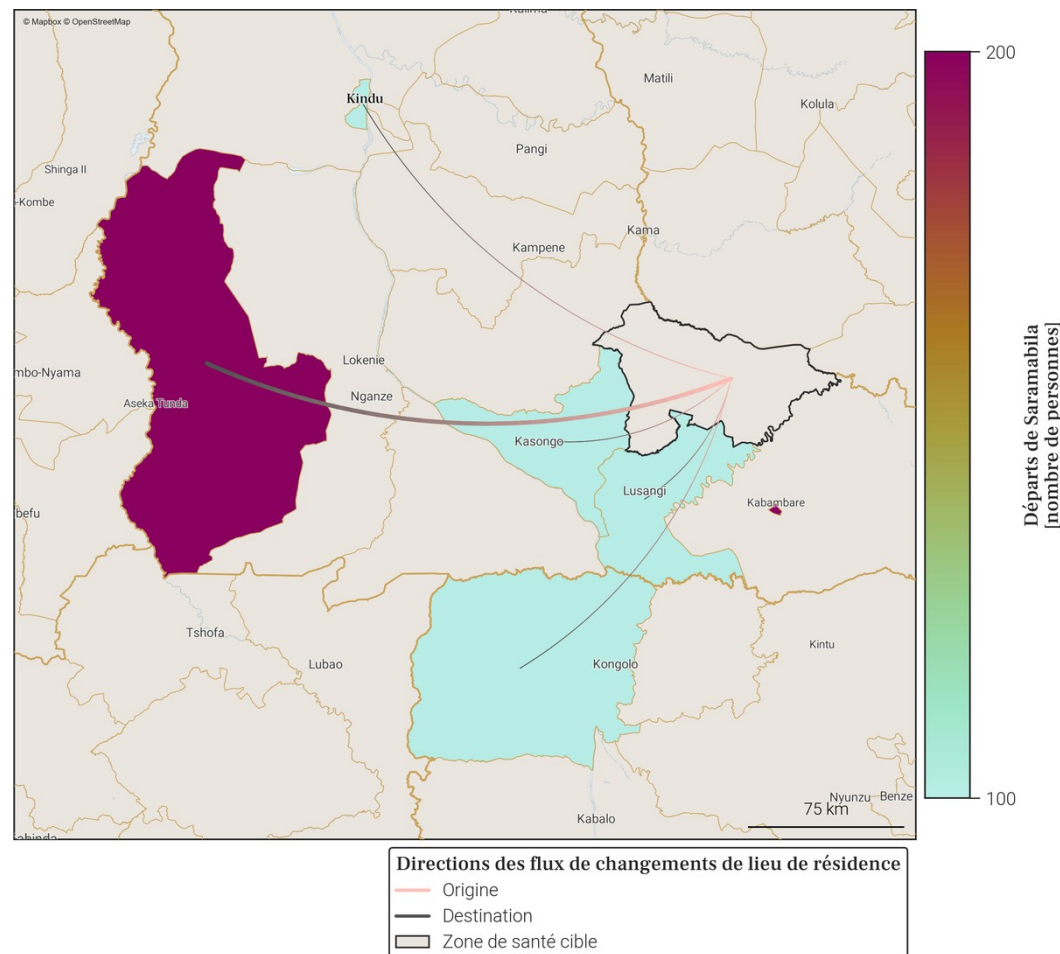 © Mapbox © OpenStreetMap
Kalima
Kindu
Matili
Kolula
Pangi
Shinga II
-Kombe
Kama
Kampene
Lokenie
mbo-Nyama
Nganze
Aseka Tunda
Kasongo
Lusangi
Kabambare
befu
Tshofa
Lubao
Kongolo
Kintu
Nyunzu
Benze
75 km
Kabalo
200
100
Départs de Saramabila
[nombre de personnes]
Directions des flux de changements de lieu de résidence
Origine
Destination
Zone de santé cible